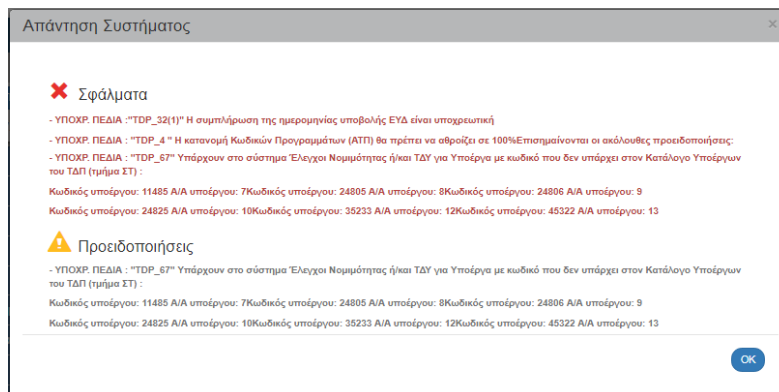 Απάντηση Συστήματος
×
Σφάλματα
- ΥΠΟΧΡ. ΠΕΔΙΑ :"TDP_32(1)" Η συμπλήρωση της ημερομηνίας υποβολής ΕΥΔ είναι υποχρεωτική
- ΥΠΟΧΡ. ΠΕΔΙΑ : "TDP_4 " Η κατανομή Κωδικών Προγραμμάτων (ΑΤΠ) θα πρέπει να αθροίζει σε 100%Επισημαίνονται οι ακόλουθες προειδοποιήσεις:
- ΥΠΟΧΡ. ΠΕΔΙΑ : "TDP_67" Υπάρχουν στο σύστημα Έλεγχοι Νομιμότητας ή/και ΤΔΥ για Υποέργα με κωδικό που δεν υπάρχει στον Κατάλογο Υποέργων
του ΤΔΠ (τμήμα ΣΤ) :
Κωδικός υποέργου: 11485 Α/Α υποέργου: 7Κωδικός υποέργου: 24805 Α/Α υποέργου: 8Κωδικός υποέργου: 24806 Α/Α υποέργου: 9
Κωδικός υποέργου: 24825 Α/Α υποέργου: 10Κωδικός υποέργου: 35233 Α/Α υποέργου: 12Κωδικός υποέργου: 45322 Α/Α υποέργου: 13
Προειδοποιήσεις
- ΥΠΟΧΡ. ΠΕΔΙΑ : "TDP_67" Υπάρχουν στο σύστημα Έλεγχοι Νομιμότητας ή/και ΤΔΥ για Υποέργα με κωδικό που δεν υπάρχει στον Κατάλογο Υποέργων
του ΤΔΠ (τμήμα ΣΤ) :
Κωδικός υποέργου: 11485 Α/Α υποέργου: 7Κωδικός υποέργου: 24805 Α/Α υποέργου: 8Κωδικός υποέργου: 24806 Α/Α υποέργου: 9
Κωδικός υποέργου: 24825 Α/Α υποέργου: 10Κωδικός υποέργου: 35233 Α/Α υποέργου: 12Κωδικός υποέργου: 45322 Α/Α υποέργου: 13
OK